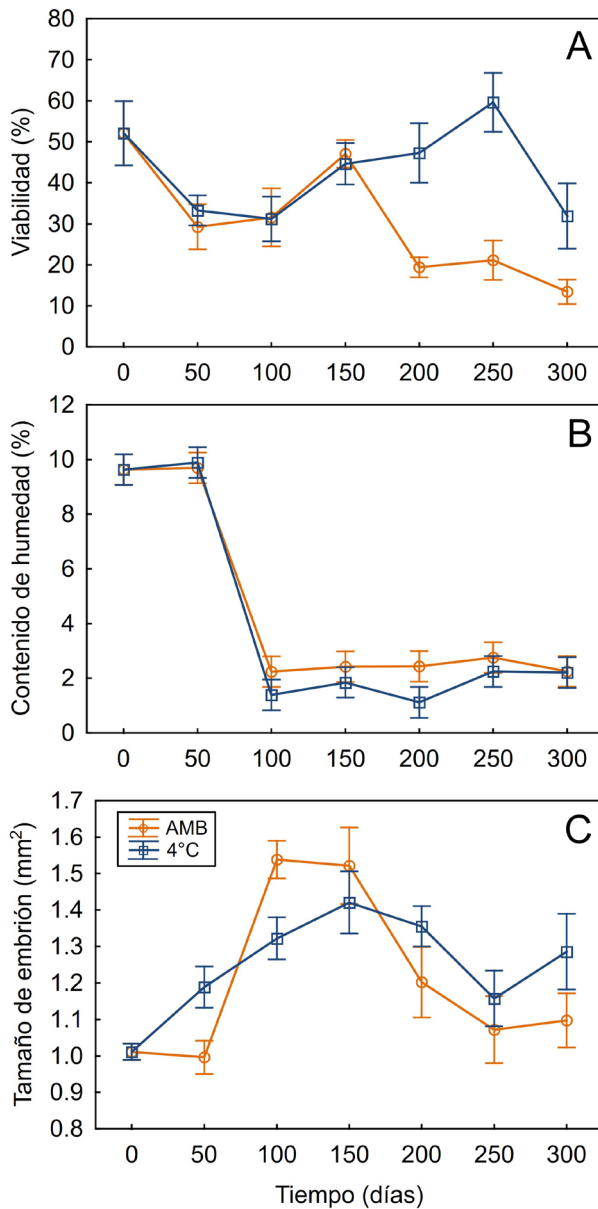 A
Viabilidad (%)
80
70
60
50
40
30
20
10
0
0 50 100 150 200 250 300
B
Contenido de humedad (%)
12
10
8
6
4
2
0
0 50 100 150 200 250 300
C
Tamaño de embrión (mm²)
AMB
4°C
1.7
1.6
1.5
1.4
1.3
1.2
1.1
1.0
0.9
0.8
0 50 100 150 200 250 300
Tiempo (días)